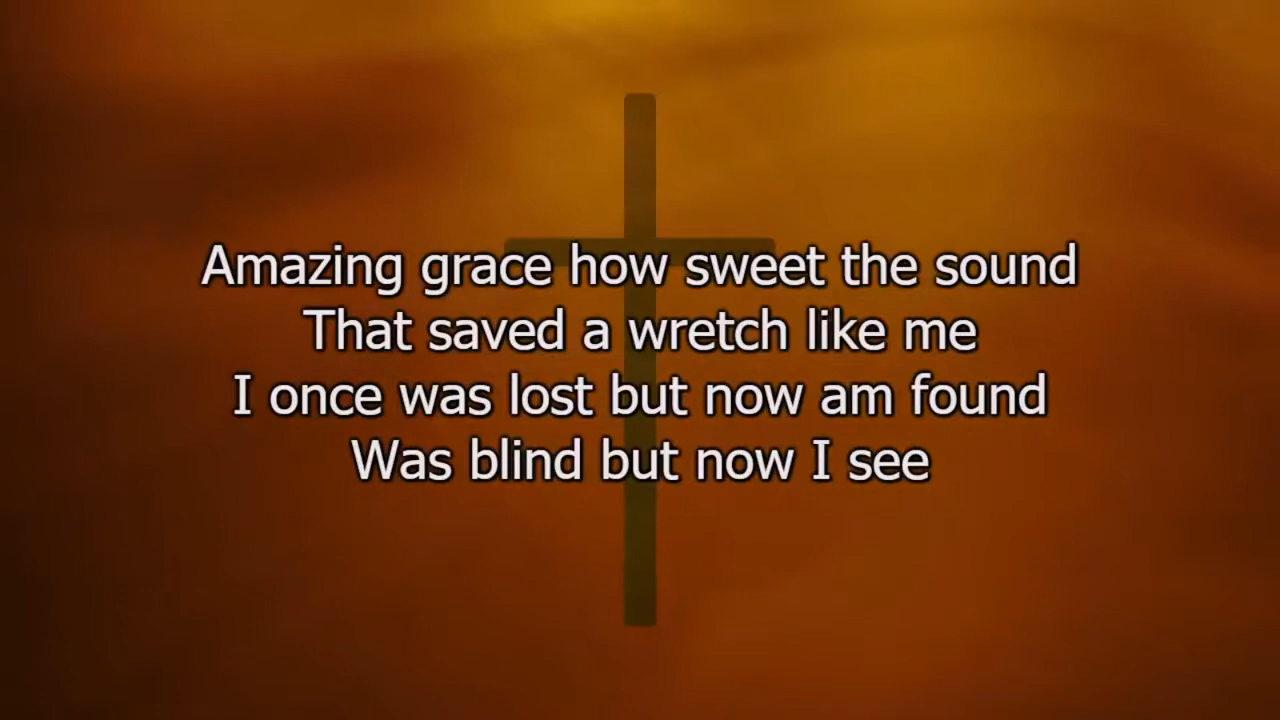 Amazing grace how sweet the sound
That saved a wretch like me
I once was lost but now am found
Was blind but now I see